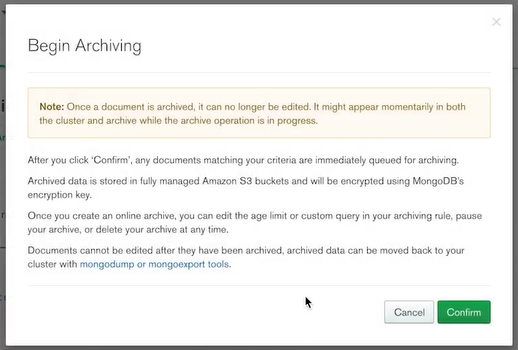 Begin Archiving
Note: Once a document is archived, it can no longer be edited. It might appear momentarily in both
the cluster and archive while the archive operation is in progress.
After you click ‘Confirm’, any documents matching your criteria are immediately queued for archiving.
Archived data is stored in fully managed Amazon S3 buckets and will be encrypted using MongoDB's
encryption key.
Once you create an online archive, you can edit the age limit or custom query in your archiving rule, pause
your archive, or delete your archive at any time.
Documents cannot be edited after they have been archived, archived data can be moved back to your
cluster with mongodump or mongoexport tools.
Cancel Confirm